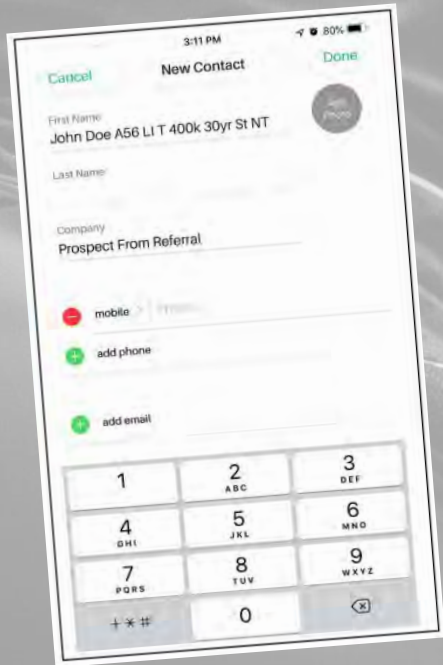 3:11 PM
80%
Cancel
New Contact
Done
First Name
John Doe A56 LI T 400k 30yr St NT
Last Name
Company
Prospect From Referral
mobile
add phone
add email
1
2
ABC
3
DEF
4
GHI
5
JKL
6
MNO
7
PQRS
8
TUV
9
WXYZ
+ * #
0